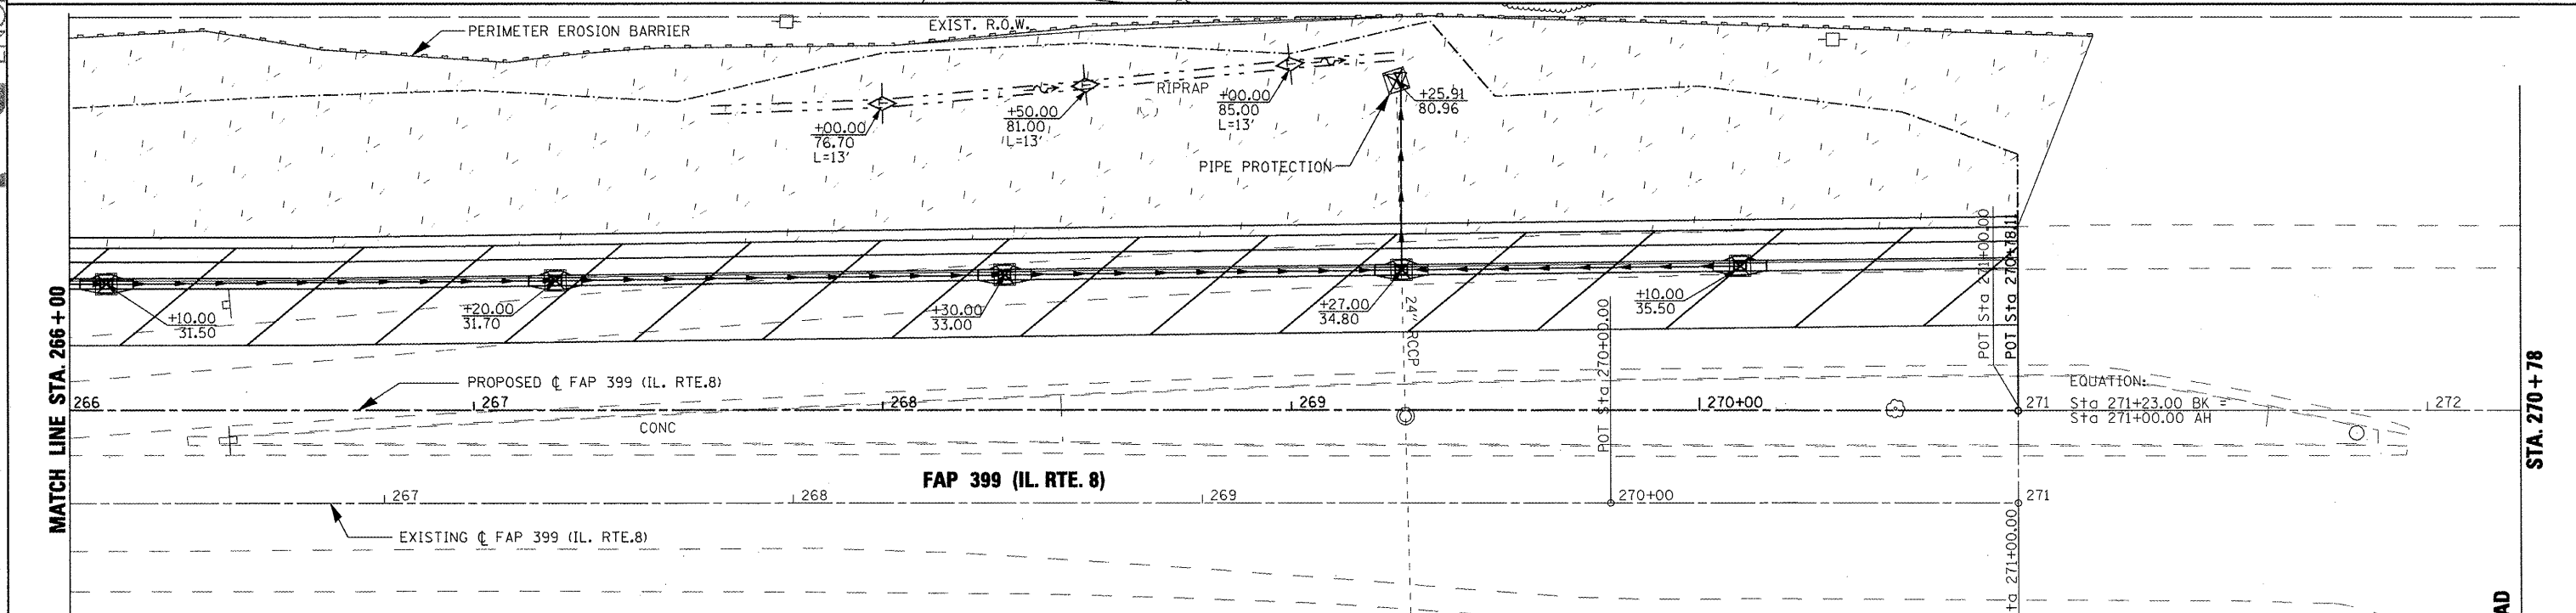 PERIMETER EROSION BARRIER
EXIST. R.O.W.
RIPRAP
+00.00
76.70
L=13'
+50.00
81.00
L=13'
+00.00
85.00
L=13'
+25.91
80.96
PIPE PROTECTION
+10.00
31.50
+20.00
31.70
+30.00
33.00
+27.00
34.80
+10.00
35.50
24" RCCP
POT Sta 270+00.00
POT Sta 271+00.00
POT Sta 270+78.11
MATCH LINE STA. 266+00
PROPOSED ℄ FAP 399 (IL. RTE.8)
266
267
268
269
270+00
271
272
EQUATION:
Sta 271+23.00 BK =
Sta 271+00.00 AH
CONC
FAP 399 (IL. RTE. 8)
267
268
269
270+00
271
EXISTING ℄ FAP 399 (IL. RTE.8)
ta 271+00.00
STA. 270+78
AD